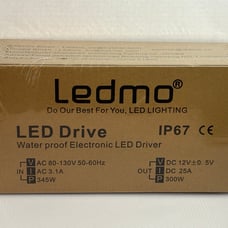 Ledmo®
Do Our Best For You, LED LIGHTING
LED Drive IP67 CE
Water proof Electronic LED Driver
V AC 80-130V 50-60Hz V DC 12V±0.5V
IN I AC 3.1A OUT I DC 25A
P 345W P 300W